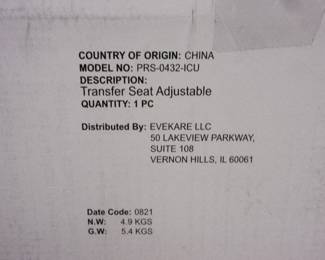 COUNTRY OF ORIGIN: CHINA
MODEL NO: PRS-0432-ICU
DESCRIPTION:
Transfer Seat Adjustable
QUANTITY: 1 PC
Distributed By: EVEKARE LLC
50 LAKEVIEW PARKWAY,
SUITE 108
VERNON HILLS, IL 60061
Date Code: 0821
N.W: 4.9 KGS
G.W: 5.4 KGS